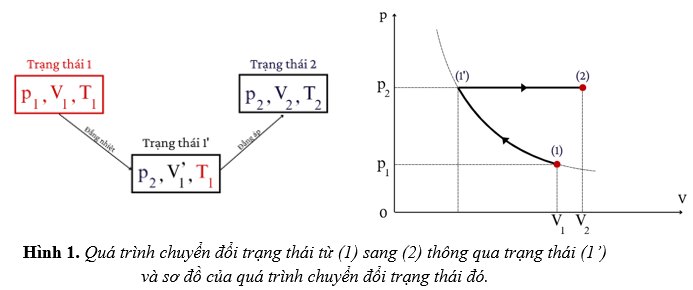 Trạng thái 1
p1, V1, T1
Đẳng nhiệt
Trạng thái 1'
p2, V1', T1
Đẳng áp
Trạng thái 2
p2, V2, T2
p
p2
p1
0
(1')
(2)
(1)
V1
V2
V
Hình 1. Quá trình chuyển đổi trạng thái từ (1) sang (2) thông qua trạng thái (1’)
và sơ đồ của quá trình chuyển đổi trạng thái đó.